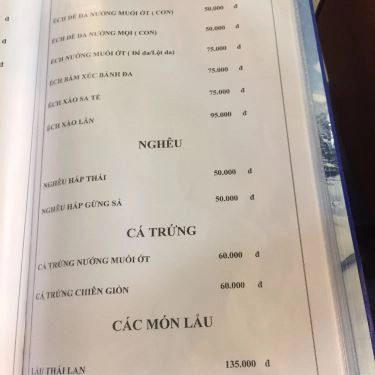 ẾCH ĐỂ DA NƯỚNG MUỐI ỚT ( CON) 50.000 đ
ẾCH ĐỂ DA NƯỚNG MỌI ( CON) 50.000 đ
ẾCH NƯỚNG MUỐI ỚT ( Để da/Lột da) 75.000 đ
ẾCH BẰM XÚC BÁNH ĐA 75.000 đ
ẾCH XÀO SA TẾ 75.000 đ
ẾCH XÀO LĂN 95.000 đ
NGHÊU
NGHÊU HẤP THÁI 50.000 đ
NGHÊU HẤP GỪNG SẢ 50.000 đ
CÁ TRỨNG
CÁ TRỨNG NƯỚNG MUỐI ỚT 60.000 đ
CÁ TRỨNG CHIÊN GIÒN 60.000 đ
CÁC MÓN LẨU
LẨU THÁI LAN 135.000 đ